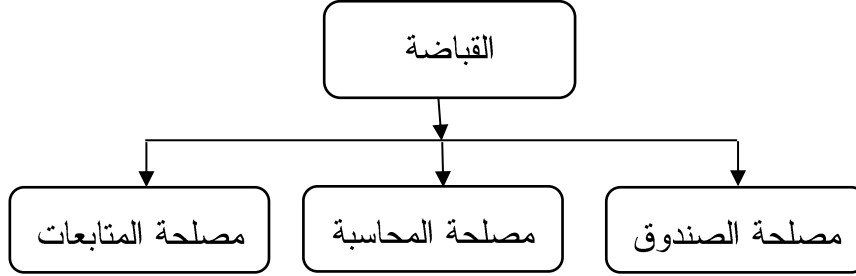 القباضة
مصلحة الصندوق
مصلحة المحاسبة
مصلحة المتابعات